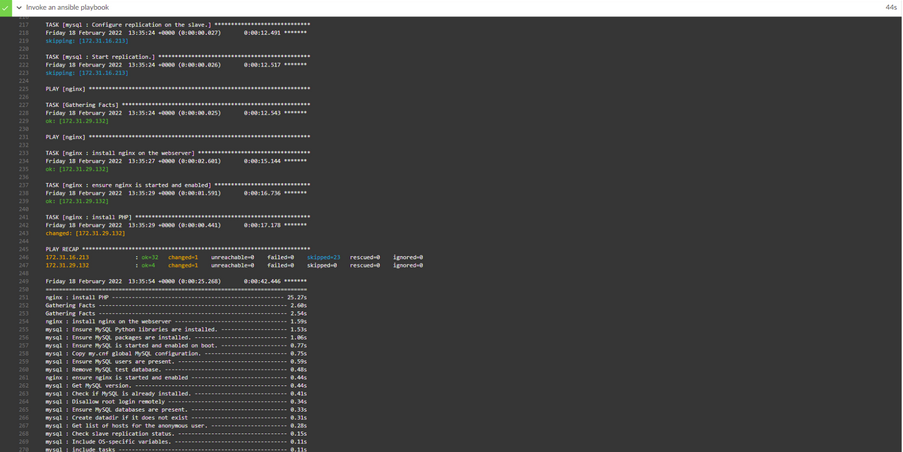 Invoke an ansible playbook
44s
217 TASK [mysql : Configure replication on the slave.] ******************************
218 Friday 18 February 2022  13:35:24 +0000 (0:00:00.027)       0:00:12.491 *******
219 skipping: [172.31.16.213]
220
221 TASK [mysql : Start replication.] ***********************************************
222 Friday 18 February 2022  13:35:24 +0000 (0:00:00.026)       0:00:12.517 *******
223 skipping: [172.31.16.213]
224
225 PLAY [nginx] ********************************************************************
226
227 TASK [Gathering Facts] **********************************************************
228 Friday 18 February 2022  13:35:24 +0000 (0:00:00.025)       0:00:12.543 *******
229 ok: [172.31.29.132]
230
231 PLAY [nginx] ********************************************************************
232
233 TASK [nginx : install nginx on the webserver] ***********************************
234 Friday 18 February 2022  13:35:27 +0000 (0:00:02.601)       0:00:15.144 *******
235 ok: [172.31.29.132]
236
237 TASK [nginx : ensure nginx is started and enabled] ******************************
238 Friday 18 February 2022  13:35:29 +0000 (0:00:01.591)       0:00:16.736 *******
239 ok: [172.31.29.132]
240
241 TASK [nginx : install PHP] ******************************************************
242 Friday 18 February 2022  13:35:29 +0000 (0:00:00.441)       0:00:17.178 *******
243 changed: [172.31.29.132]
244
245 PLAY RECAP **********************************************************************
246 172.31.16.213              : ok=32   changed=1    unreachable=0    failed=0    skipped=23   rescued=0    ignored=0
247 172.31.29.132              : ok=4    changed=1    unreachable=0    failed=0    skipped=0    rescued=0    ignored=0
248
249 Friday 18 February 2022  13:35:54 +0000 (0:00:25.268)       0:00:42.446 *******
250 ===============================================================================
251 nginx : install PHP ---------------------------------------------------- 25.27s
252 Gathering Facts --------------------------------------------------------- 2.60s
253 Gathering Facts --------------------------------------------------------- 2.54s
254 nginx : install nginx on the webserver ---------------------------------- 1.59s
255 mysql : Ensure MySQL Python libraries are installed. -------------------- 1.53s
256 mysql : Ensure MySQL packages are installed. ---------------------------- 1.06s
257 mysql : Ensure MySQL is started and enabled on boot. -------------------- 0.77s
258 mysql : Copy my.cnf global MySQL configuration. ------------------------- 0.75s
259 mysql : Ensure MySQL users are present. --------------------------------- 0.59s
260 mysql : Remove MySQL test database. ------------------------------------- 0.48s
261 nginx : ensure nginx is started and enabled ----------------------------- 0.44s
262 mysql : Get MySQL version. ---------------------------------------------- 0.44s
263 mysql : Check if MySQL is already installed. ---------------------------- 0.41s
264 mysql : Disallow root login remotely ------------------------------------ 0.34s
265 mysql : Ensure MySQL databases are present. ----------------------------- 0.33s
266 mysql : Create datadir if it does not exist ----------------------------- 0.31s
267 mysql : Get list of hosts for the anonymous user. ----------------------- 0.28s
268 mysql : Check slave replication status. --------------------------------- 0.15s
269 mysql : Include OS-specific variables. ---------------------------------- 0.11s
270 mysql : include_tasks --------------------------------------------------- 0.11s